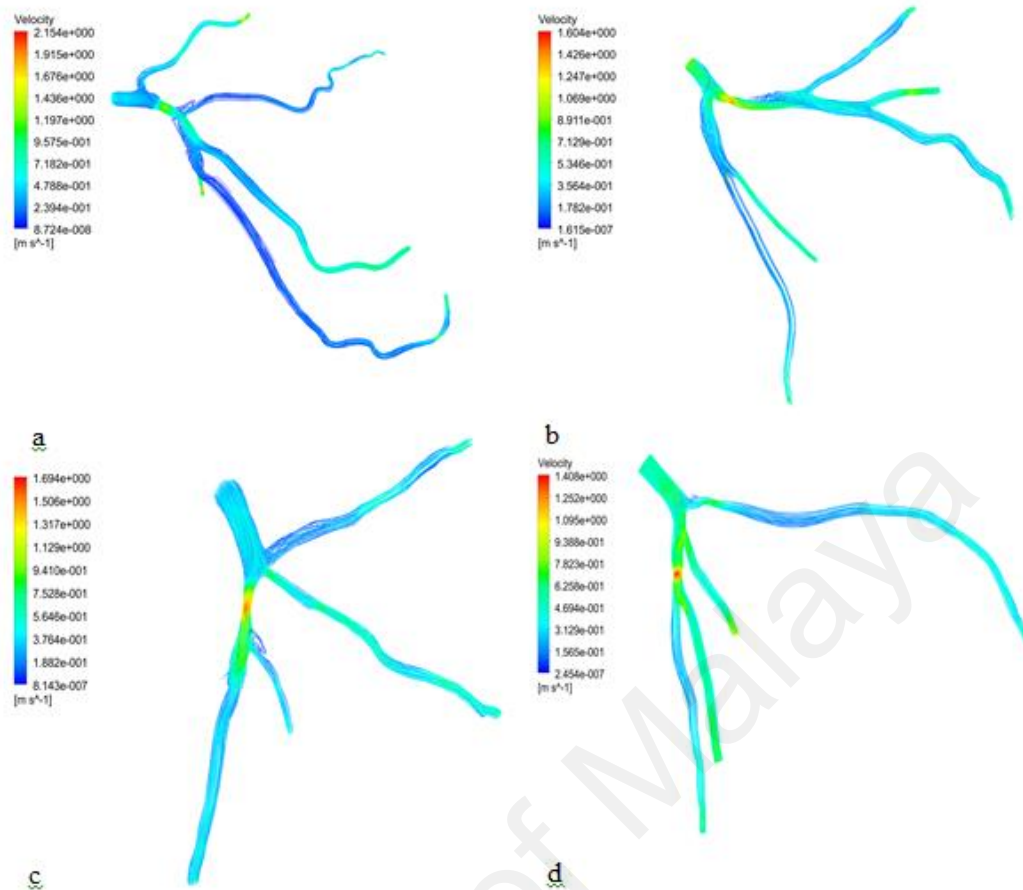 Velocity
2.154e+000
1.915e+000
1.676e+000
1.436e+000
1.197e+000
9.575e-001
7.182e-001
4.788e-001
2.394e-001
8.724e-008
[m s^-1]
a
Velocity
1.604e+000
1.426e+000
1.247e+000
1.069e+000
8.911e-001
7.129e-001
5.346e-001
3.564e-001
1.782e-001
1.615e-007
[m s^-1]
b
1.694e+000
1.506e+000
1.317e+000
1.129e+000
9.410e-001
7.528e-001
5.646e-001
3.764e-001
1.882e-001
8.143e-007
[m s^-1]
c
Velocity
1.408e+000
1.252e+000
1.095e+000
9.388e-001
7.823e-001
6.258e-001
4.694e-001
3.129e-001
1.565e-001
2.454e-007
[m s^-1]
d
of Malaya